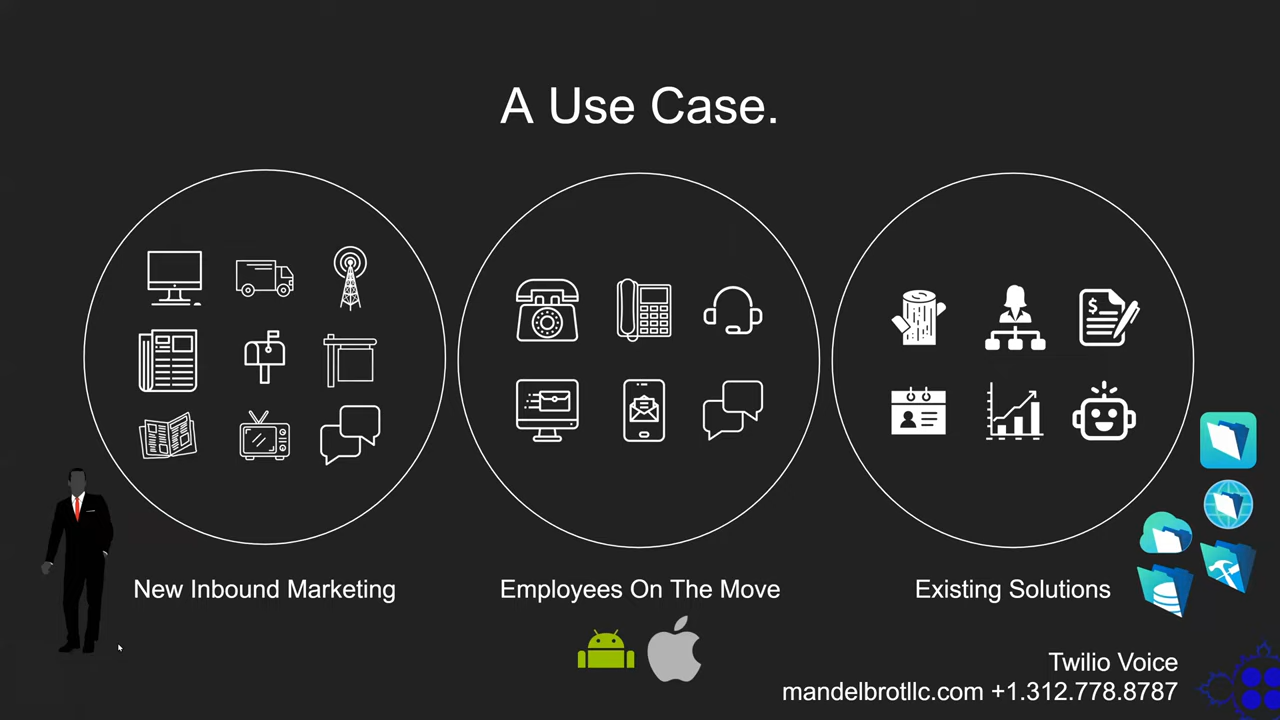 A Use Case.
New Inbound Marketing
Employees On The Move
Existing Solutions
Twilio Voice
mandelbrotllc.com +1.312.778.8787